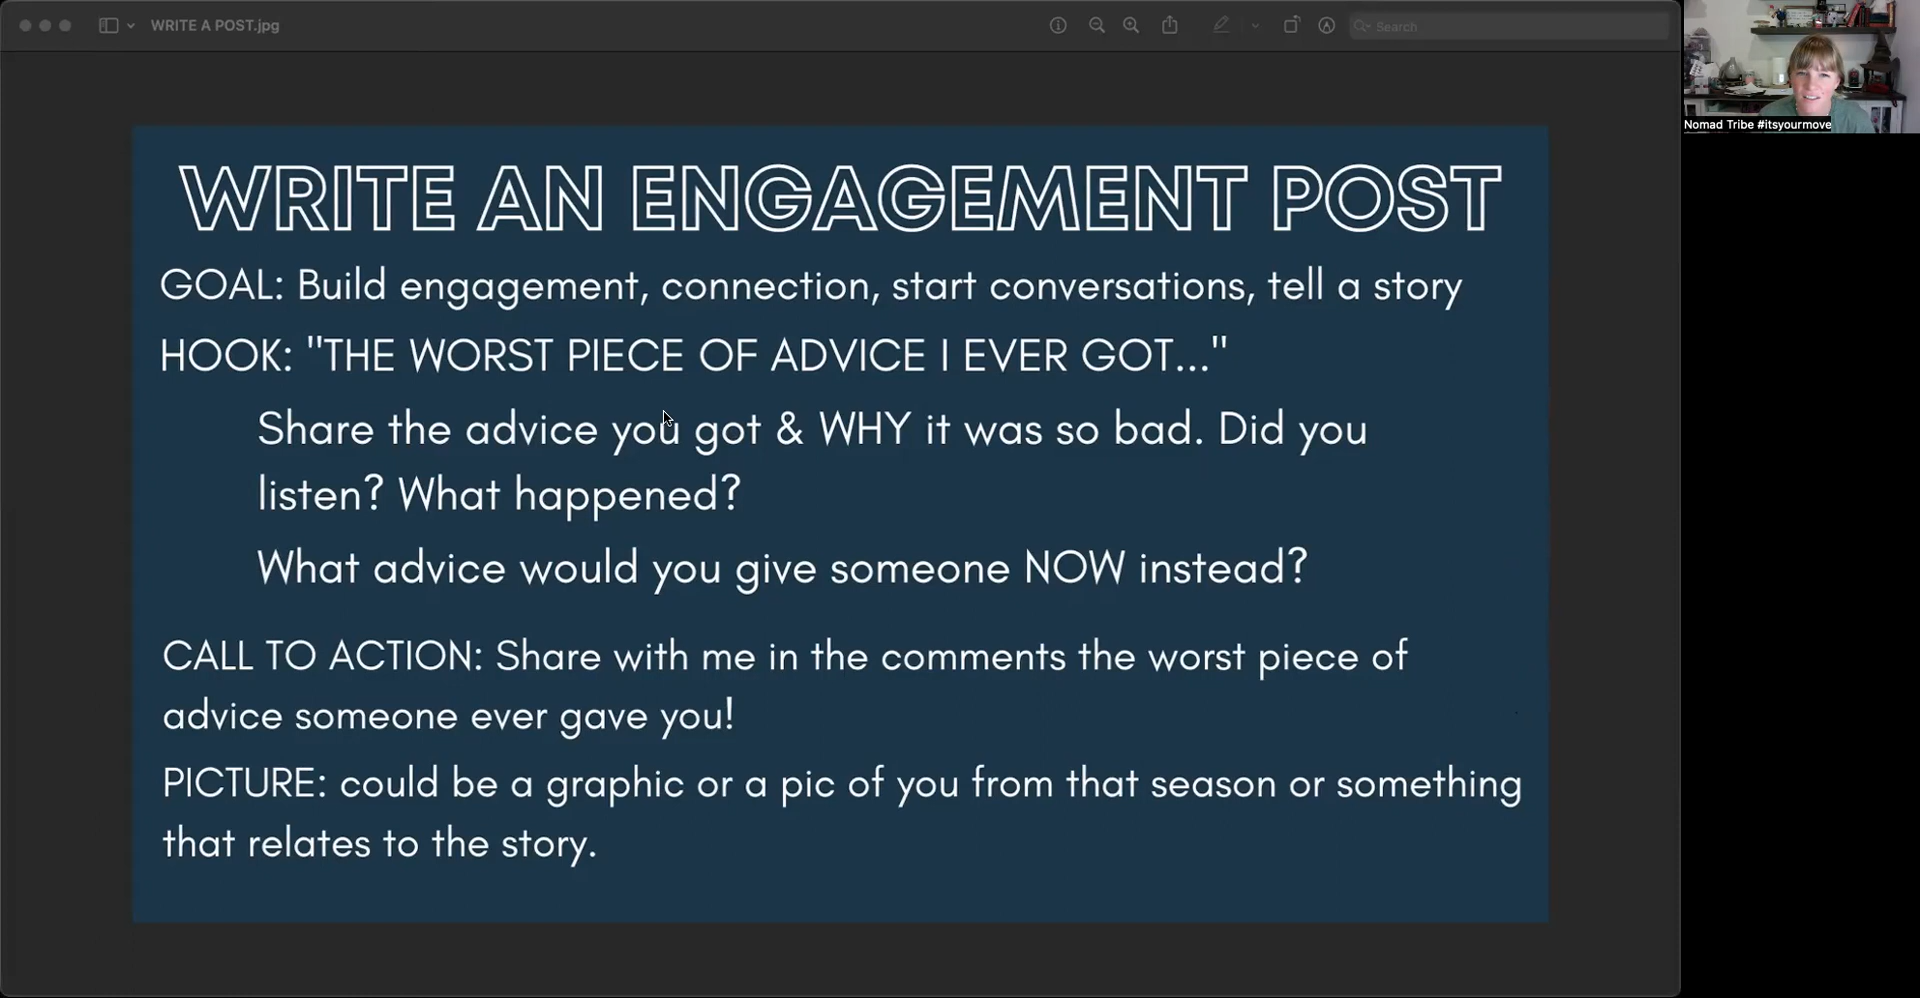 WRITE A POST.jpg
Search
Nomad Tribe #itsyourmove
WRITE AN ENGAGEMENT POST
GOAL: Build engagement, connection, start conversations, tell a story
HOOK: "THE WORST PIECE OF ADVICE I EVER GOT..."
Share the advice you got & WHY it was so bad. Did you
listen? What happened?
What advice would you give someone NOW instead?
CALL TO ACTION: Share with me in the comments the worst piece of
advice someone ever gave you!
PICTURE: could be a graphic or a pic of you from that season or something
that relates to the story.